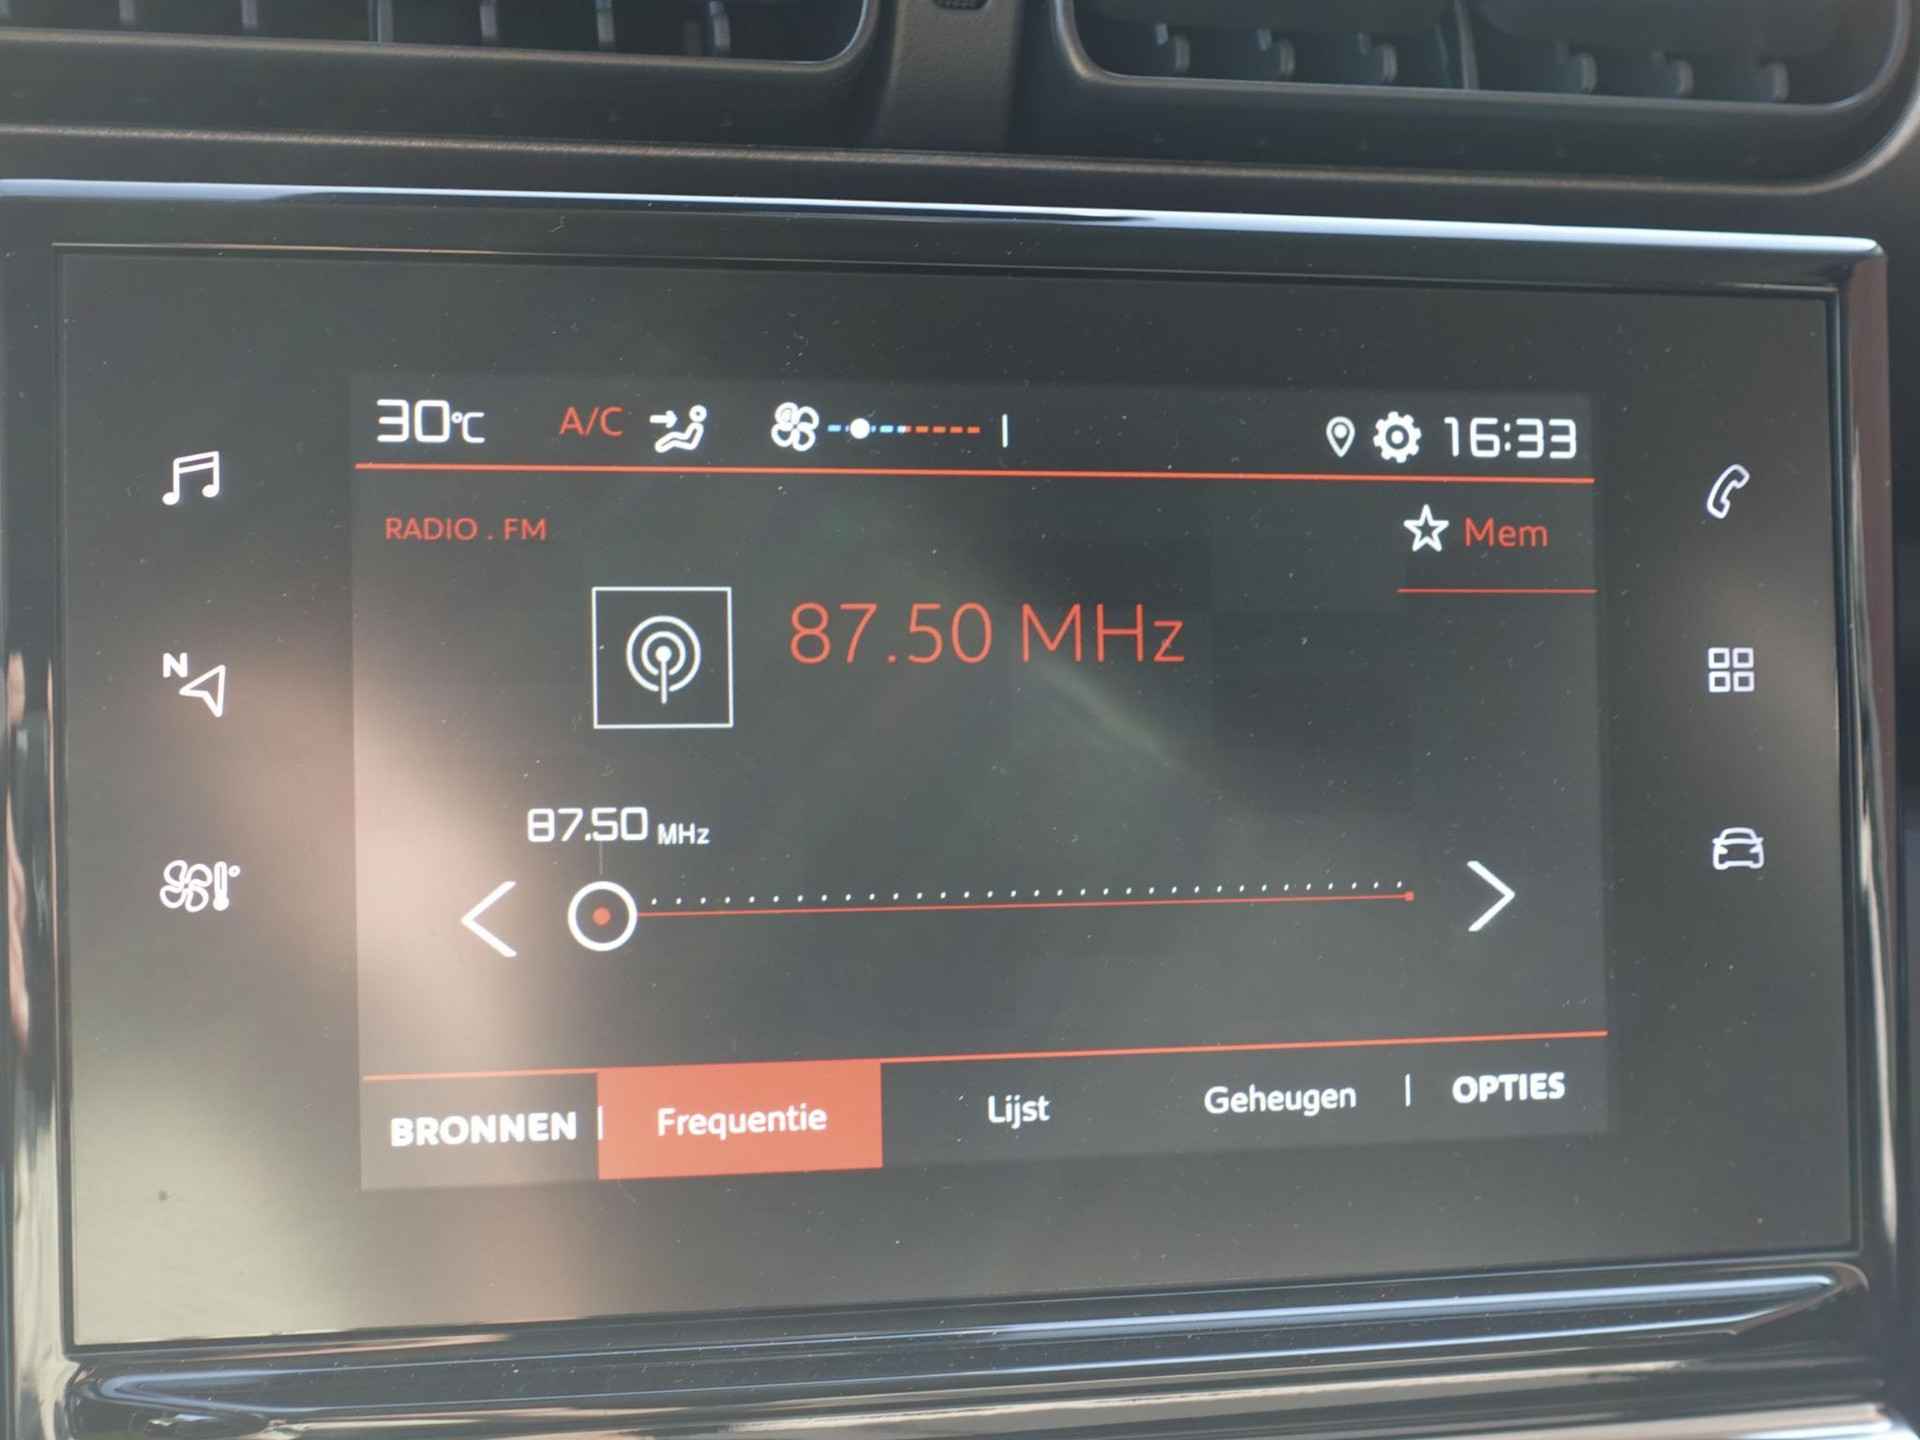 30°C A/C 16:33
RADIO . FM
Mem
87.50 MHz
87.50 MHz
N
BRONNEN Frequentie Lijst Geheugen OPTIES